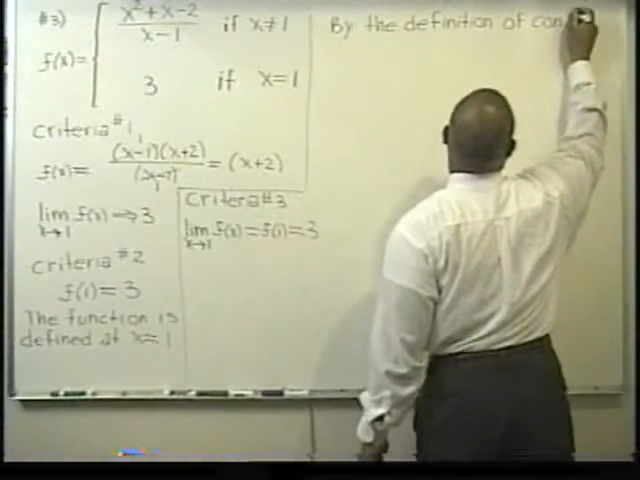 #3)
f(x)= { x²+x-2 / x-1 if x≠1
3 if x=1
criteria #1
f(x)= (x-1)(x+2) / (x-1) = (x+2)
lim x→1 f(x) ⇒ 3
criteria #2
f(1)= 3
The function is
defined at x=1
Criteria #3
lim x→1 f(x)=f(1)=3
By the definition of con